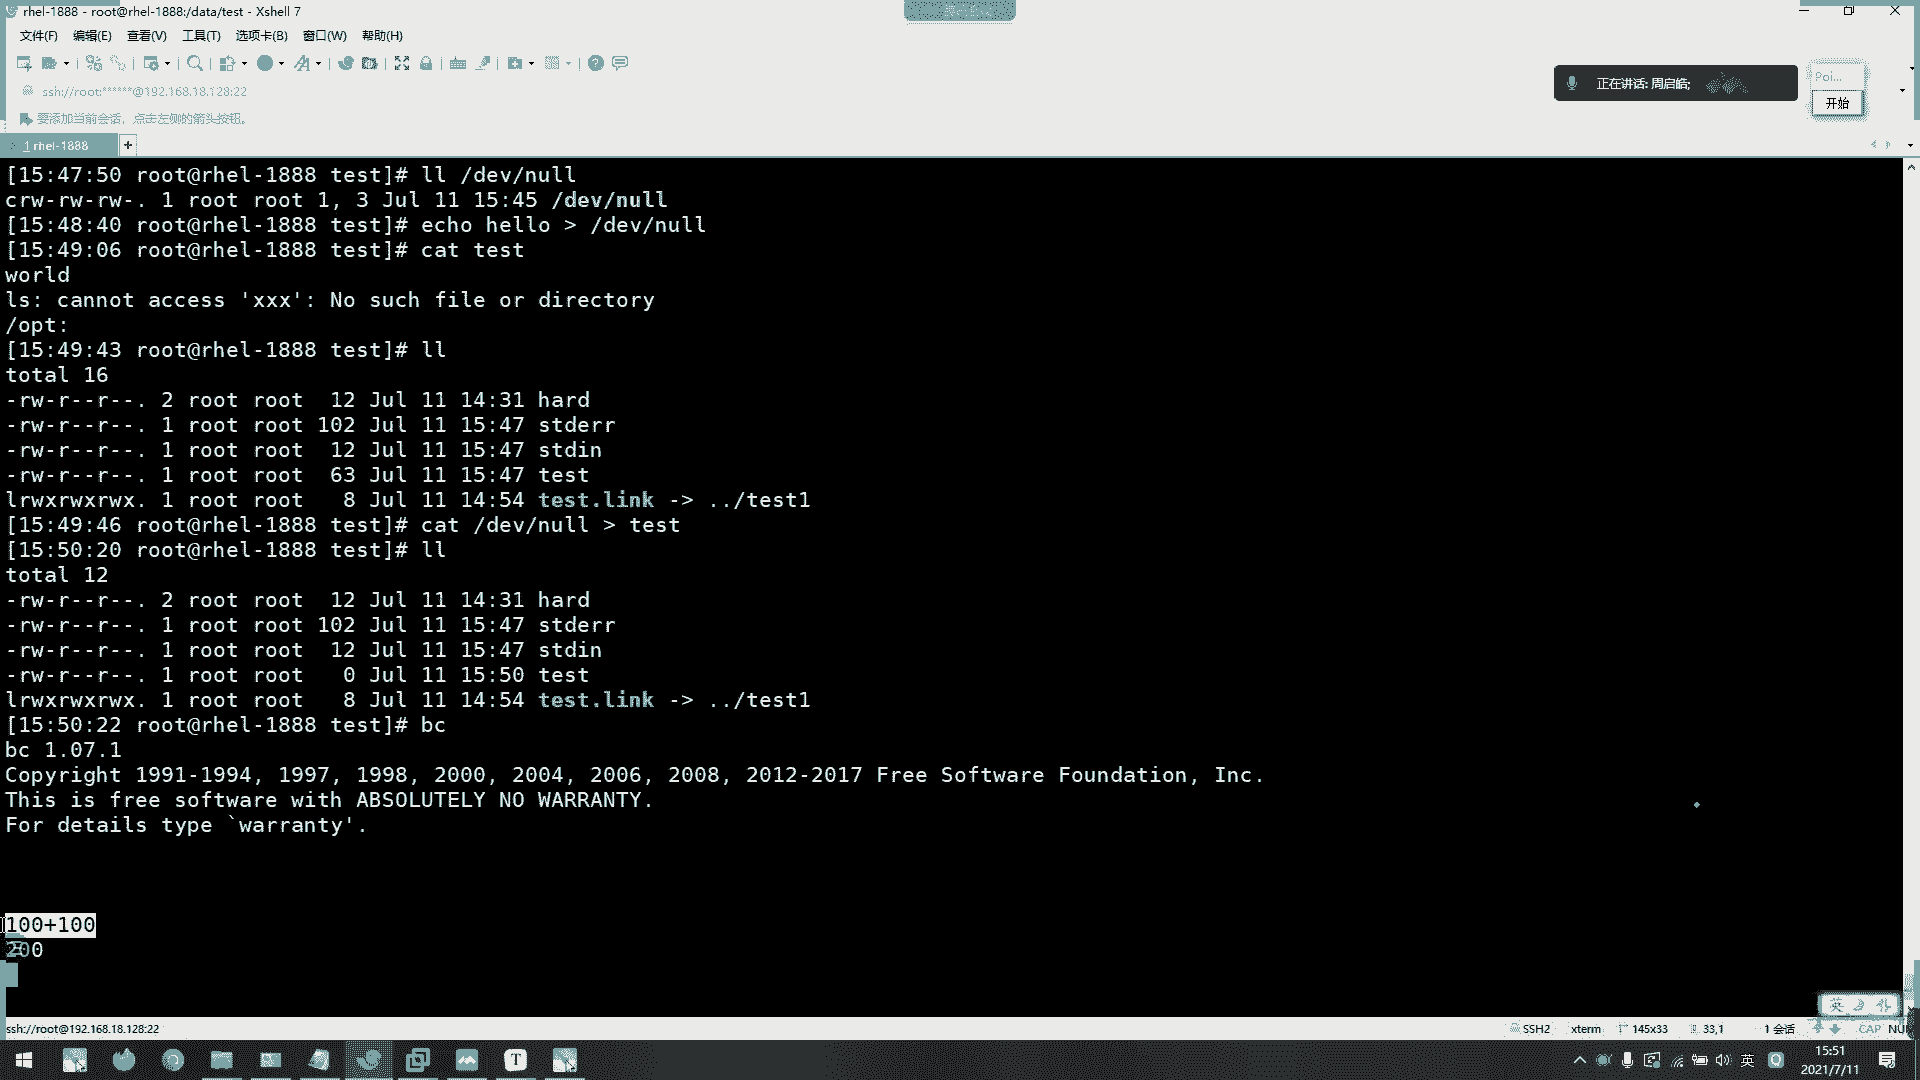 rhel-1888 - root@rhel-1888:/data/test - Xshell 7
文件(F) 编辑(E) 查看(V) 工具(T) 选项卡(B) 窗口(W) 帮助(H)
ssh://root:******@192.168.18.128:22
正在讲话: 周启皓;
Poi...
开始
要添加当前会话，点击左侧的箭头按钮。
1 rhel-1888
+
[15:47:50 root@rhel-1888 test]# ll /dev/null
crw-rw-rw-. 1 root root 1, 3 Jul 11 15:45 /dev/null
[15:48:40 root@rhel-1888 test]# echo hello > /dev/null
[15:49:06 root@rhel-1888 test]# cat test
world
ls: cannot access 'xxx': No such file or directory
/opt:
[15:49:43 root@rhel-1888 test]# ll
total 16
-rw-r--r--. 2 root root  12 Jul 11 14:31 hard
-rw-r--r--. 1 root root 102 Jul 11 15:47 stderr
-rw-r--r--. 1 root root  12 Jul 11 15:47 stdin
-rw-r--r--. 1 root root  63 Jul 11 15:47 test
lrwxrwxrwx. 1 root root   8 Jul 11 14:54 test.link -> ../test1
[15:49:46 root@rhel-1888 test]# cat /dev/null > test
[15:50:20 root@rhel-1888 test]# ll
total 12
-rw-r--r--. 2 root root  12 Jul 11 14:31 hard
-rw-r--r--. 1 root root 102 Jul 11 15:47 stderr
-rw-r--r--. 1 root root  12 Jul 11 15:47 stdin
-rw-r--r--. 1 root root   0 Jul 11 15:50 test
lrwxrwxrwx. 1 root root   8 Jul 11 14:54 test.link -> ../test1
[15:50:22 root@rhel-1888 test]# bc
bc 1.07.1
Copyright 1991-1994, 1997, 1998, 2000, 2004, 2006, 2008, 2012-2017 Free Software Foundation, Inc.
This is free software with ABSOLUTELY NO WARRANTY.
For details type `warranty'.
100+100
200
英
ssh://root@192.168.18.128:22 SSH2 xterm 145x33 33,1 1 会话 CAP NUM
英 15:51
2021/7/11